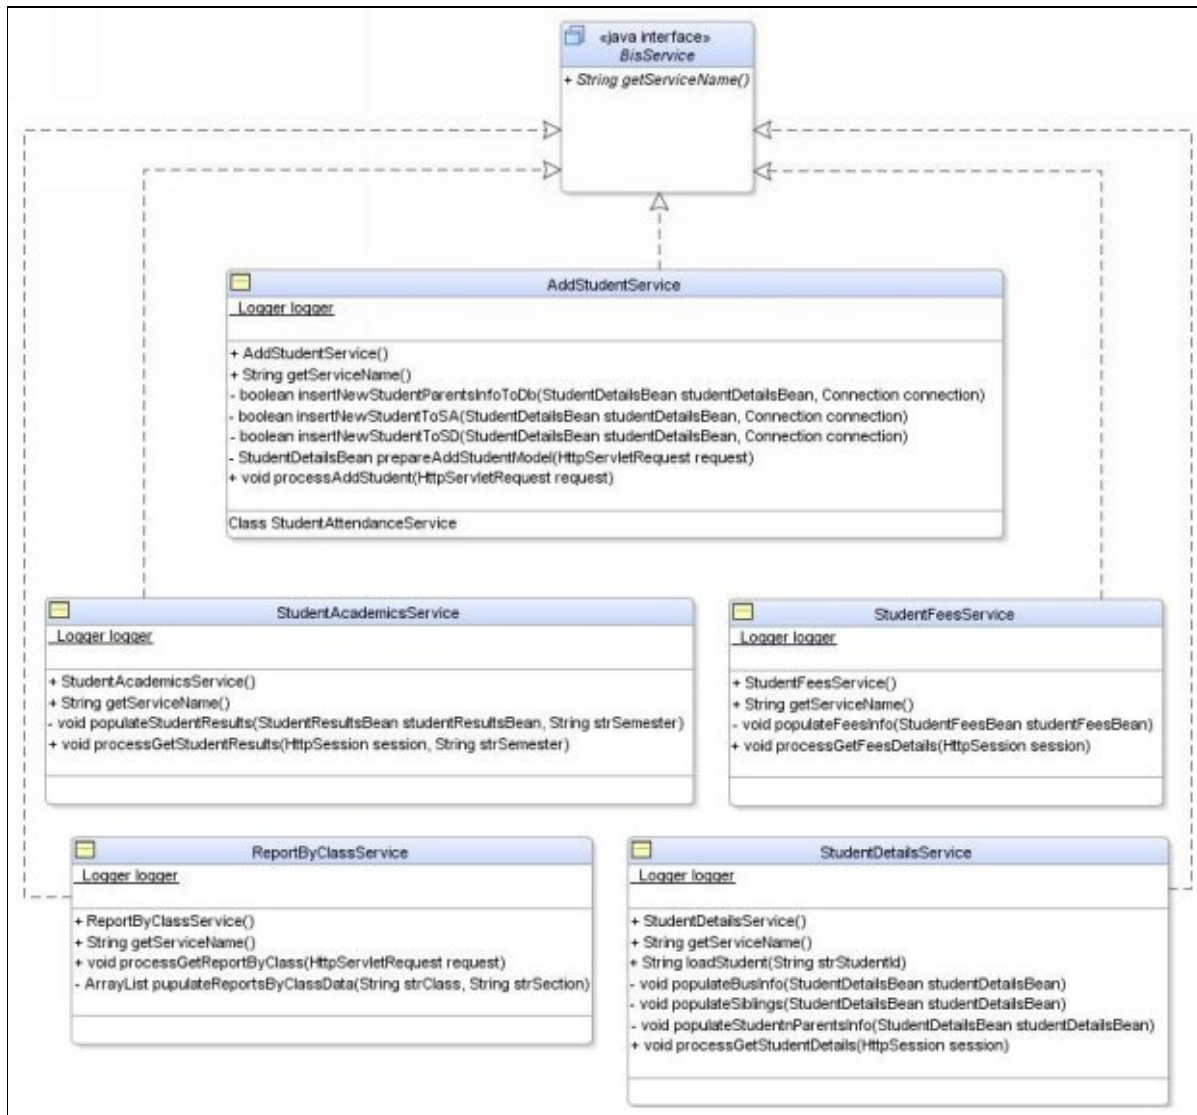 «java interface»
BisService
+ String getServiceName()
AddStudentService
Logger logger
+ AddStudentService()
+ String getServiceName()
- boolean insertNewStudentParentsInfoToDb(StudentDetailsBean studentDetailsBean, Connection connection)
- boolean insertNewStudentToSA(StudentDetailsBean studentDetailsBean, Connection connection)
- boolean insertNewStudentToSD(StudentDetailsBean studentDetailsBean, Connection connection)
- StudentDetailsBean prepareAddStudentModel(HttpServletRequest request)
+ void processAddStudent(HttpServletRequest request)
Class StudentAttendanceService
StudentAcademicsService
Logger logger
+ StudentAcademicsService()
+ String getServiceName()
- void populateStudentResults(StudentResultsBean studentResultsBean, String strSemester)
+ void processGetStudentResults(HttpSession session, String strSemester)
StudentFeesService
Logger logger
+ StudentFeesService()
+ String getServiceName()
- void populateFeesInfo(StudentFeesBean studentFeesBean)
+ void processGetFeesDetails(HttpSession session)
ReportByClassService
Logger logger
+ ReportByClassService()
+ String getServiceName()
+ void processGetReportByClass(HttpServletRequest request)
- ArrayList pupulateReportsByClassData(String strClass, String strSection)
StudentDetailsService
Logger logger
+ StudentDetailsService()
+ String getServiceName()
+ String loadStudent(String strStudentId)
- void populateBusInfo(StudentDetailsBean studentDetailsBean)
- void populateSiblings(StudentDetailsBean studentDetailsBean)
- void populateStudentnParentsInfo(StudentDetailsBean studentDetailsBean)
+ void processGetStudentDetails(HttpSession session)